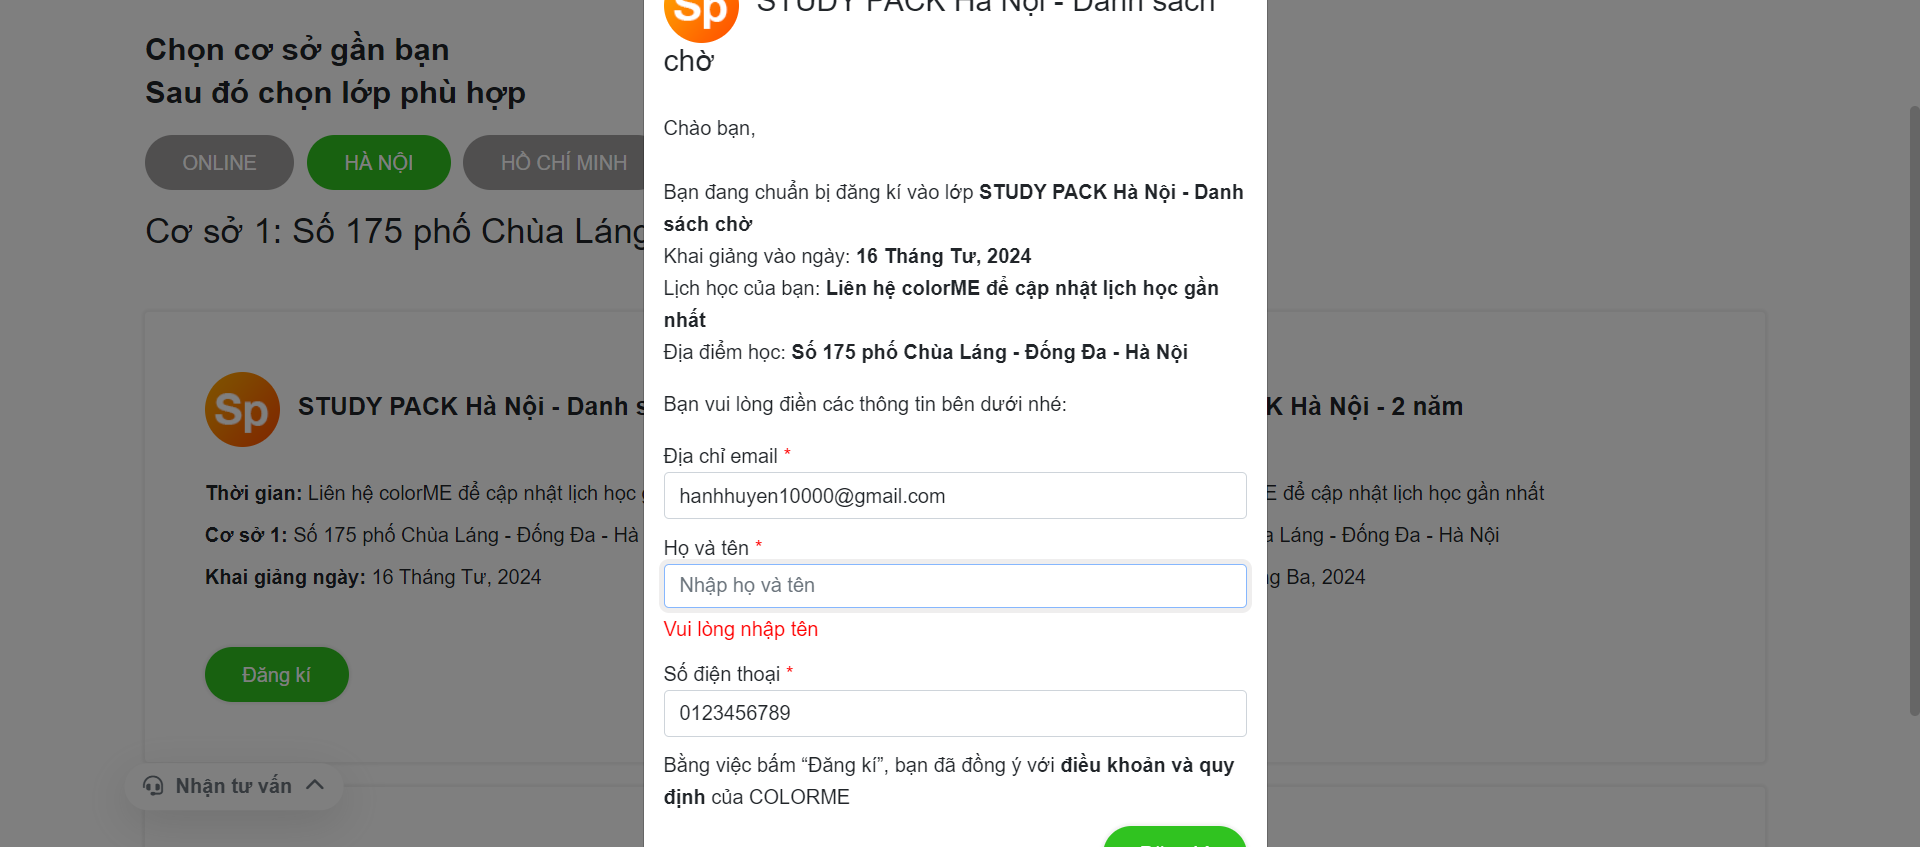 Chọn cơ sở gần bạn
Sau đó chọn lớp phù hợp
ONLINE
HÀ NỘI
HỒ CHÍ MINH
Cơ sở 1: Số 175 phố Chùa Láng
Sp
STUDY PACK Hà Nội - Danh s
Thời gian: Liên hệ colorME để cập nhật lịch học
Cơ sở 1: Số 175 phố Chùa Láng - Đống Đa - Hà
Khai giảng ngày: 16 Tháng Tư, 2024
Đăng kí
Nhận tư vấn
Sp
STUDY PACK Hà Nội - Danh sách
chờ
Chào bạn,
Bạn đang chuẩn bị đăng kí vào lớp STUDY PACK Hà Nội - Danh
sách chờ
Khai giảng vào ngày: 16 Tháng Tư, 2024
Lịch học của bạn: Liên hệ colorME để cập nhật lịch học gần
nhất
Địa điểm học: Số 175 phố Chùa Láng - Đống Đa - Hà Nội
Bạn vui lòng điền các thông tin bên dưới nhé:
Địa chỉ email *
hanhhuyen10000@gmail.com
Họ và tên *
Nhập họ và tên
Vui lòng nhập tên
Số điện thoại *
0123456789
Bằng việc bấm “Đăng kí”, bạn đã đồng ý với điều khoản và quy
định của COLORME
K Hà Nội - 2 năm
E để cập nhật lịch học gần nhất
Láng - Đống Đa - Hà Nội
g Ba, 2024